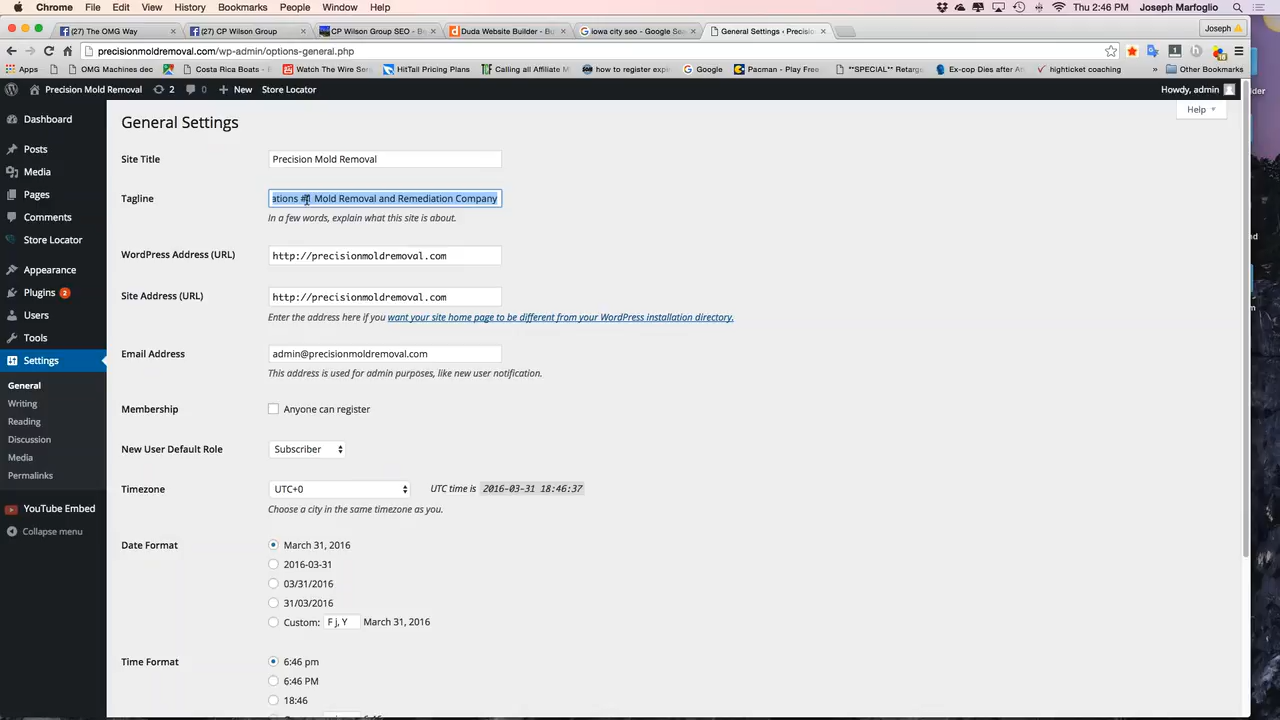 Chrome File Edit View History Bookmarks People Window Help Thu 2:46 PM Joseph Marfoglio
(27) The OMG Way (27) CP Wilson Group CP Wilson Group SEO - B Duda Website Builder - Bu iowa city seo - Google Sea General Settings ‹ Precisio Joseph
precisionmoldremoval.com/wp-admin/options-general.php
Apps OMG Machines dec Costa Rica Boats - Watch The Wire Ser HitTall Pricing Plans Calling all Affiliate M how to register exp Google Pacman - Play Free **SPECIAL** Retarg Ex-cop Dies after A highticket coaching » Other Bookmarks
Precision Mold Removal 2 0 + New Store Locator Howdy, admin
Help
Dashboard
Posts
Media
Pages
Comments
Store Locator
Appearance
Plugins 2
Users
Tools
Settings
General
Writing
Reading
Discussion
Media
Permalinks
YouTube Embed
Collapse menu
General Settings
Site Title Precision Mold Removal
Tagline ations #1 Mold Removal and Remediation Company
In a few words, explain what this site is about.
WordPress Address (URL) http://precisionmoldremoval.com
Site Address (URL) http://precisionmoldremoval.com
Enter the address here if you want your site home page to be different from your WordPress installation directory.
Email Address admin@precisionmoldremoval.com
This address is used for admin purposes, like new user notification.
Membership Anyone can register
New User Default Role Subscriber
Timezone UTC+0 UTC time is 2016-03-31 18:46:37
Choose a city in the same timezone as you.
Date Format March 31, 2016
2016-03-31
03/31/2016
31/03/2016
Custom: F j, Y March 31, 2016
Time Format 6:46 pm
6:46 PM
18:46